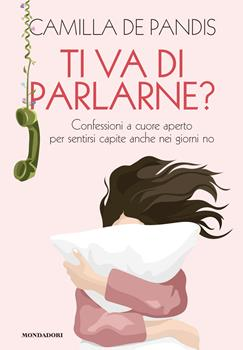 CAMILLA DE PANDIS
TI VA DI
PARLARNE?
Confessioni a cuore aperto
per sentirsi capite anche nei giorni no
MONDADORI